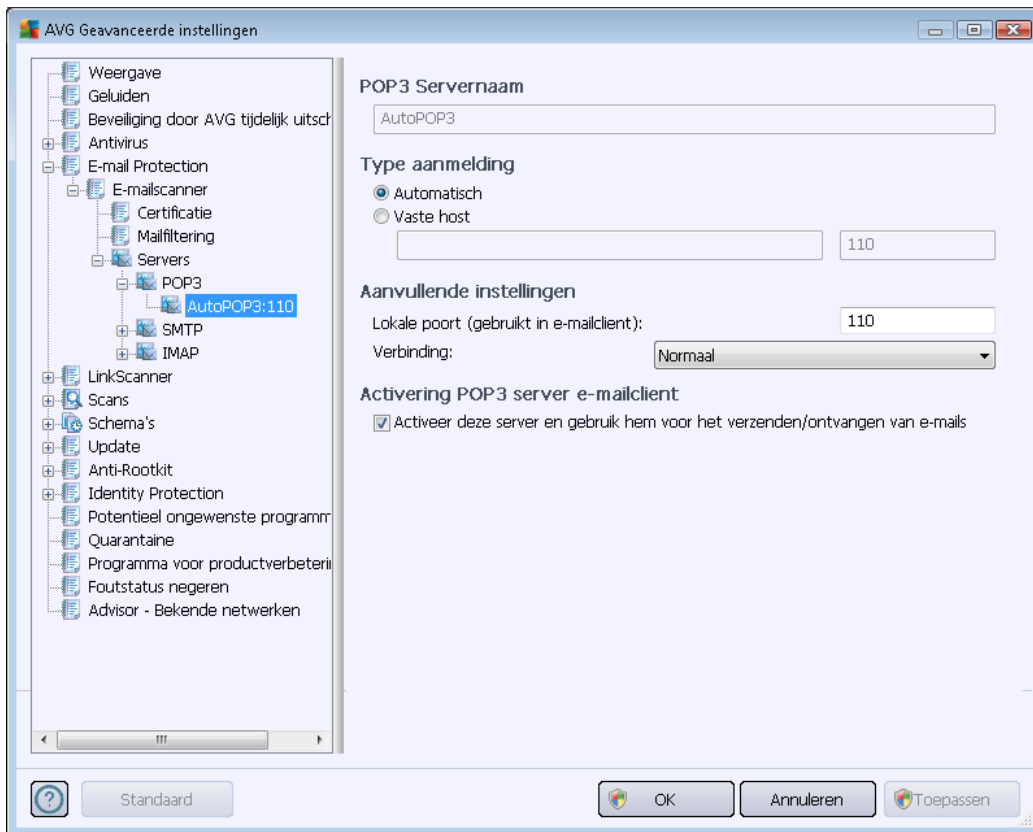 AVG Geavanceerde instellingen
Weergave
Geluiden
Beveiliging door AVG tijdelijk uitsch
Antivirus
E-mail Protection
E-mailscanner
Certificatie
Mailfiltering
Servers
POP3
AutoPOP3:110
SMTP
IMAP
LinkScanner
Scans
Schema's
Update
Anti-Rootkit
Identity Protection
Potentieel ongewenste programm
Quarantaine
Programma voor productverbeteri
Foutstatus negeren
Advisor - Bekende netwerken
POP3 Servernaam
AutoPOP3
Type aanmelding
Automatisch
Vaste host
110
Aanvullende instellingen
Lokale poort (gebruikt in e-mailclient): 110
Verbinding: Normaal
Activering POP3 server e-mailclient
Activeer deze server en gebruik hem voor het verzenden/ontvangen van e-mails
? Standaard OK Annuleren Toepassen